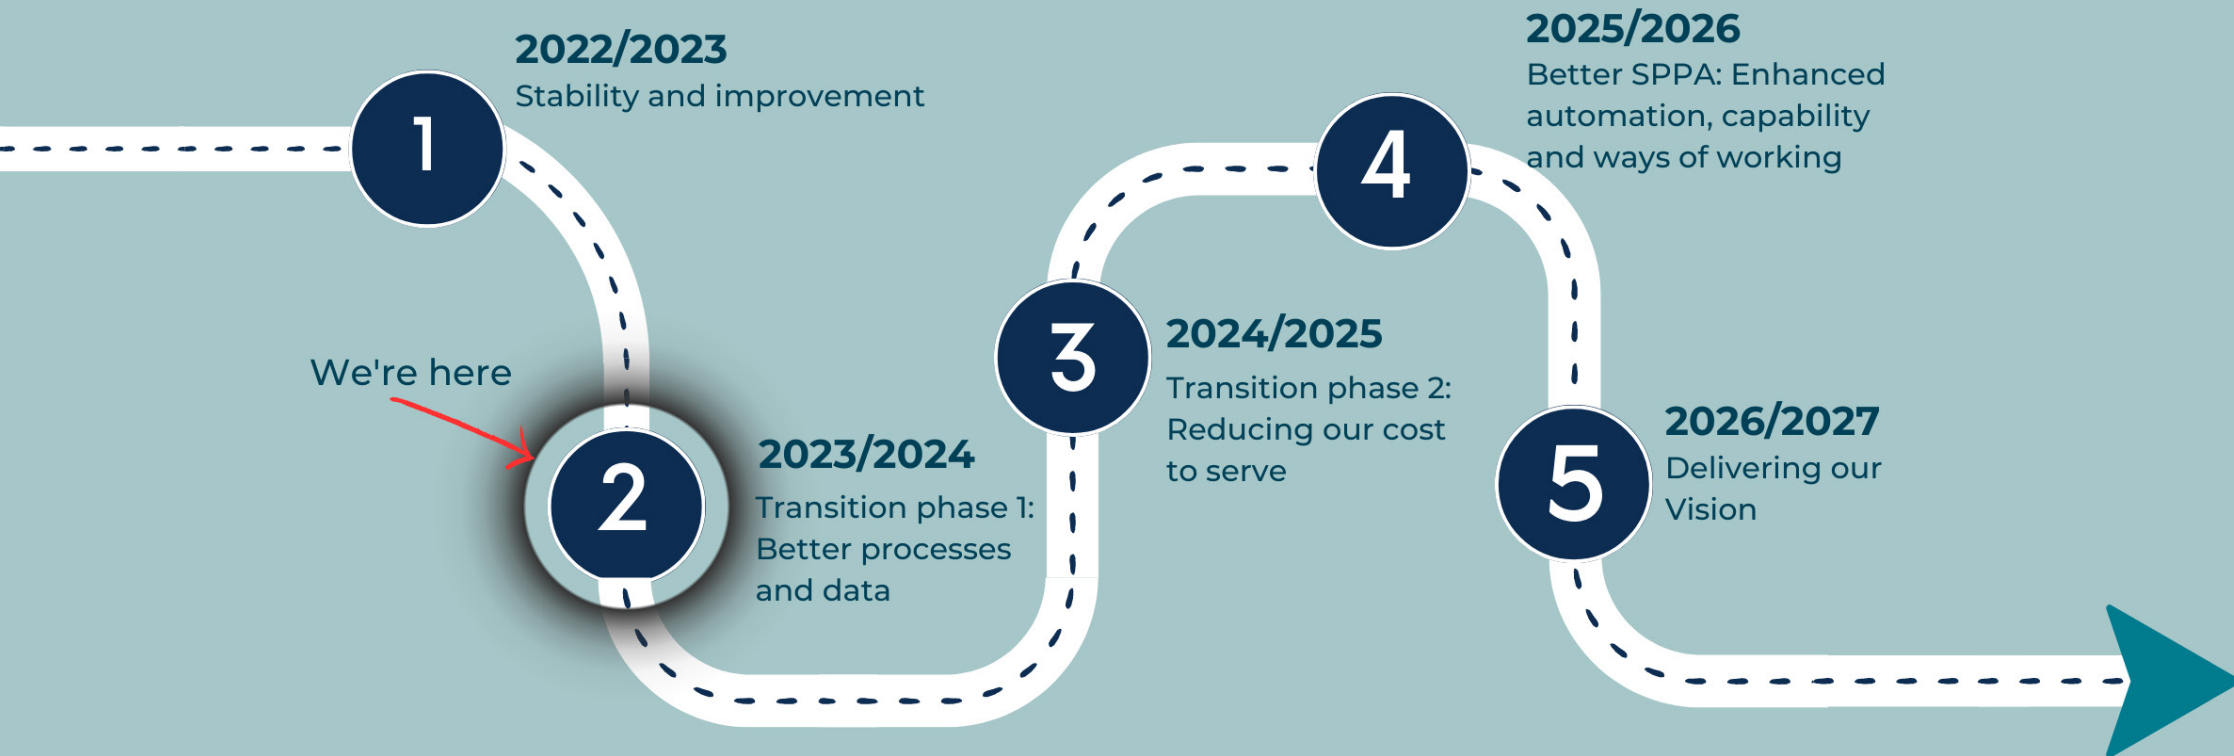 1
2022/2023
Stability and improvement
We're here
2
2023/2024
Transition phase 1:
Better processes
and data
3
2024/2025
Transition phase 2:
Reducing our cost
to serve
4
2025/2026
Better SPPA: Enhanced
automation, capability
and ways of working
5
2026/2027
Delivering our
Vision